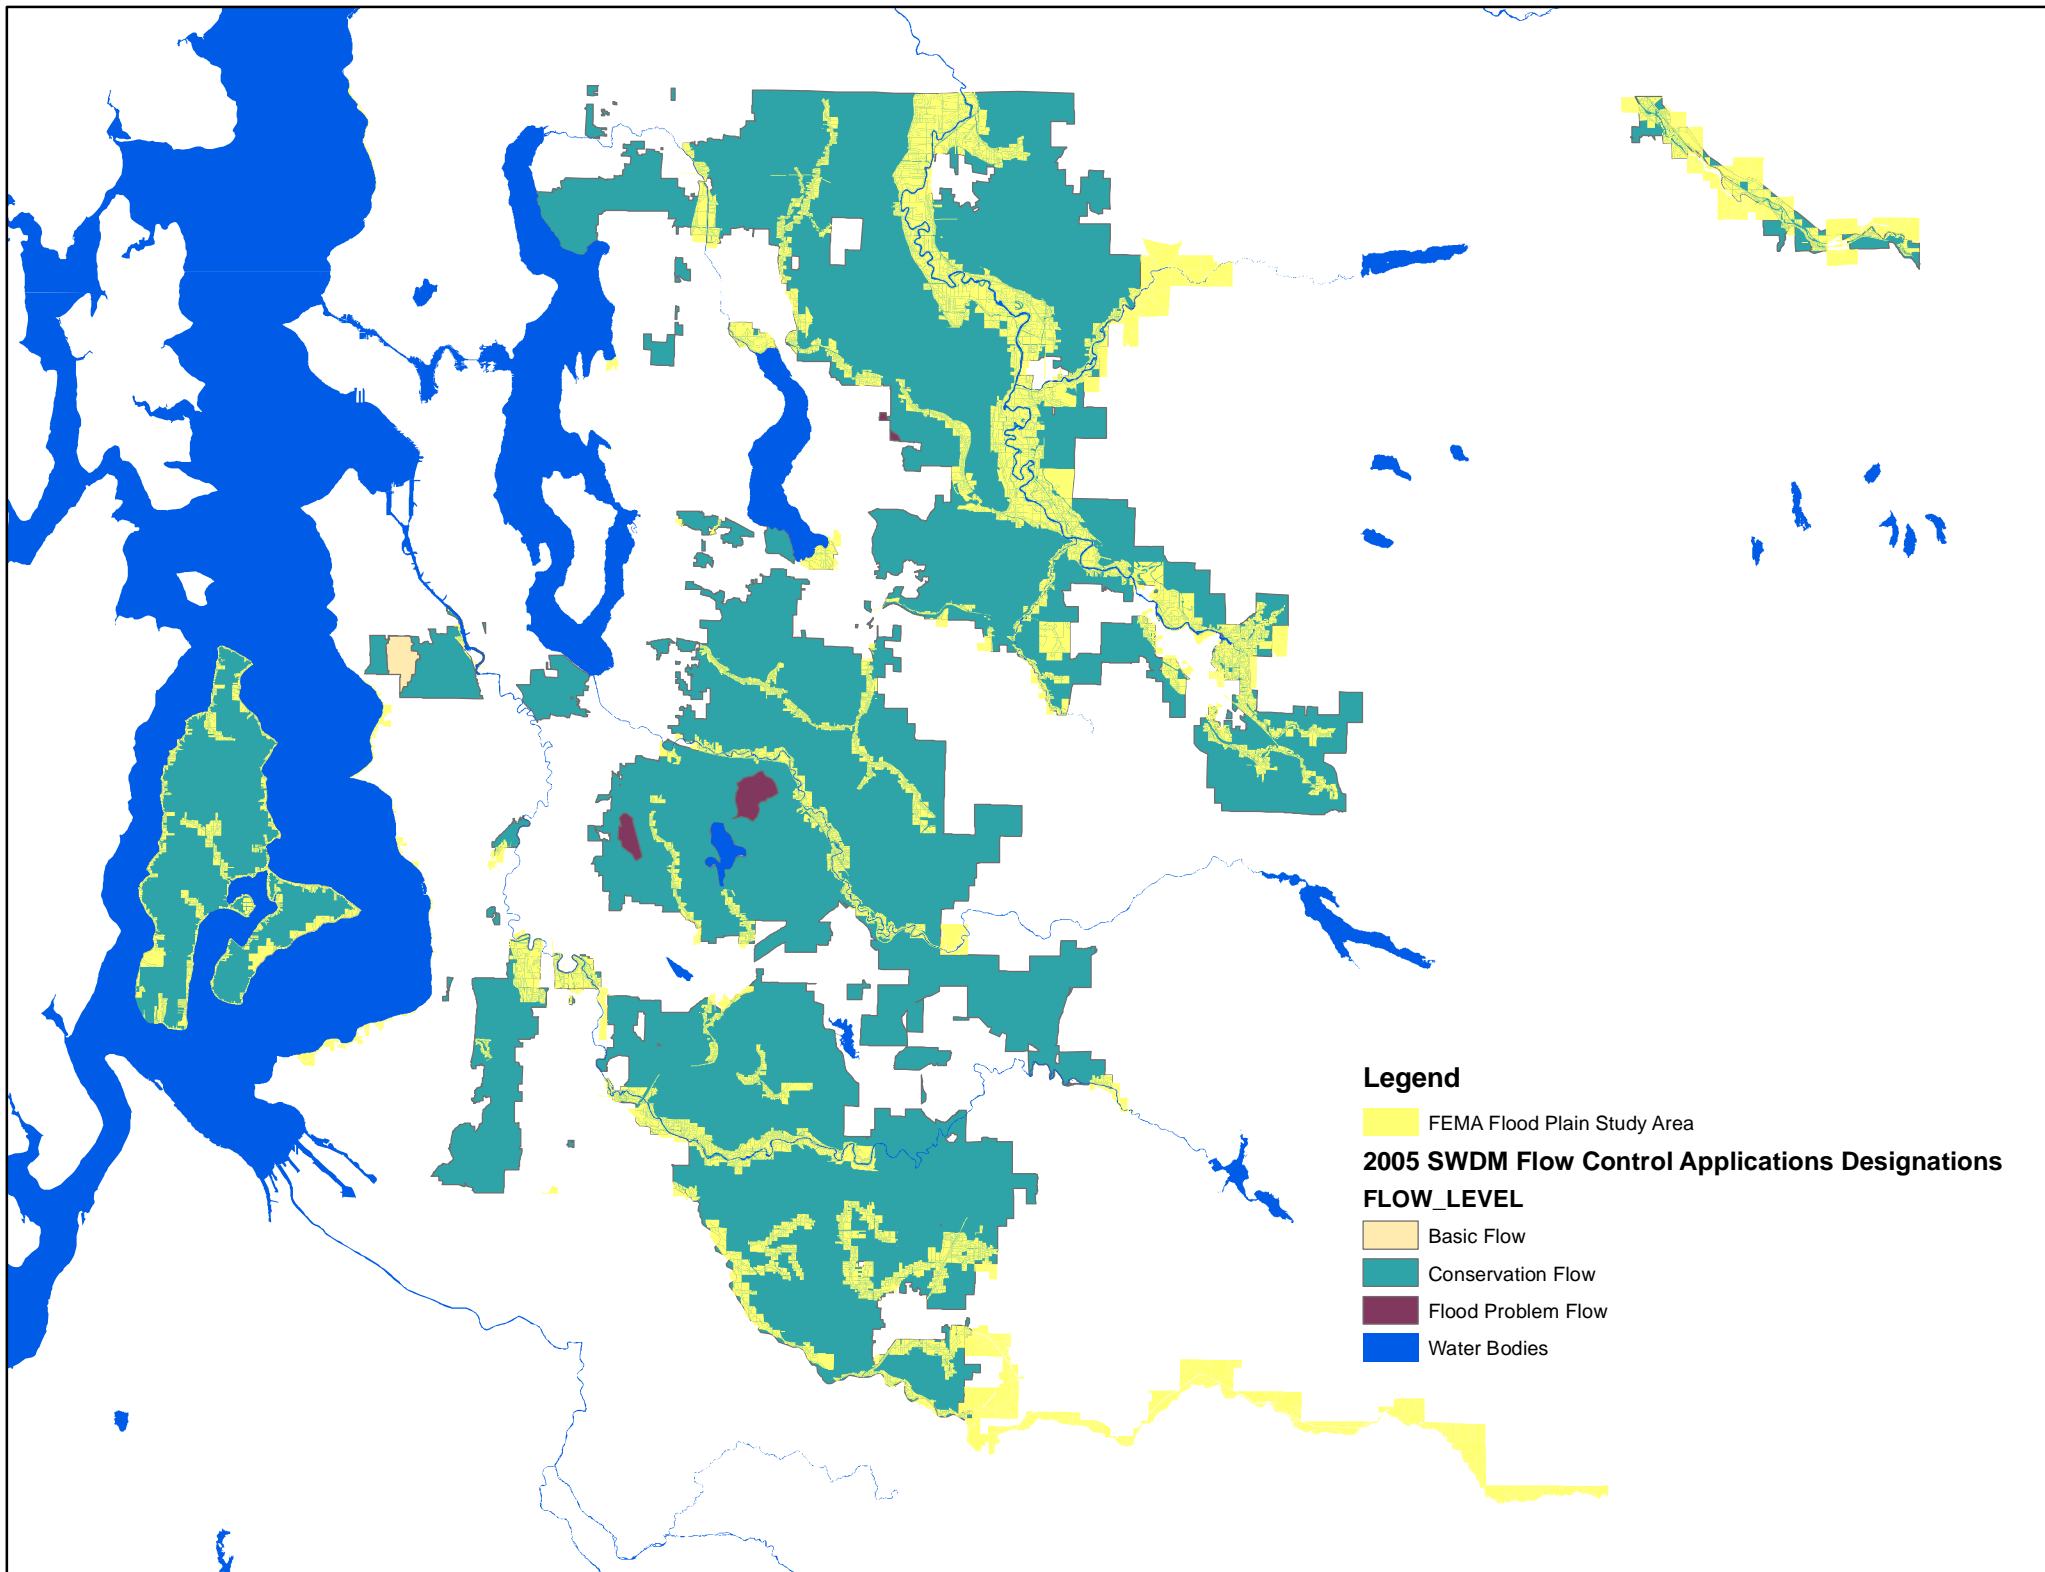 Legend
FEMA Flood Plain Study Area
2005 SWDM Flow Control Applications Designations
FLOW_LEVEL
Basic Flow
Conservation Flow
Flood Problem Flow
Water Bodies